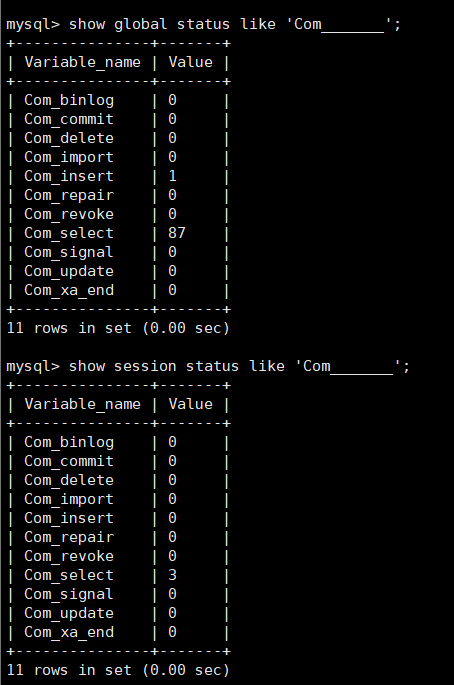 mysql> show global status like 'Com_______';
+---------------+-------+
| Variable_name | Value |
+---------------+-------+
| Com_binlog    | 0     |
| Com_commit    | 0     |
| Com_delete    | 0     |
| Com_import    | 0     |
| Com_insert    | 1     |
| Com_repair    | 0     |
| Com_revoke    | 0     |
| Com_select    | 87    |
| Com_signal    | 0     |
| Com_update    | 0     |
| Com_xa_end    | 0     |
+---------------+-------+
11 rows in set (0.00 sec)

mysql> show session status like 'Com_______';
+---------------+-------+
| Variable_name | Value |
+---------------+-------+
| Com_binlog    | 0     |
| Com_commit    | 0     |
| Com_delete    | 0     |
| Com_import    | 0     |
| Com_insert    | 0     |
| Com_repair    | 0     |
| Com_revoke    | 0     |
| Com_select    | 3     |
| Com_signal    | 0     |
| Com_update    | 0     |
| Com_xa_end    | 0     |
+---------------+-------+
11 rows in set (0.00 sec)